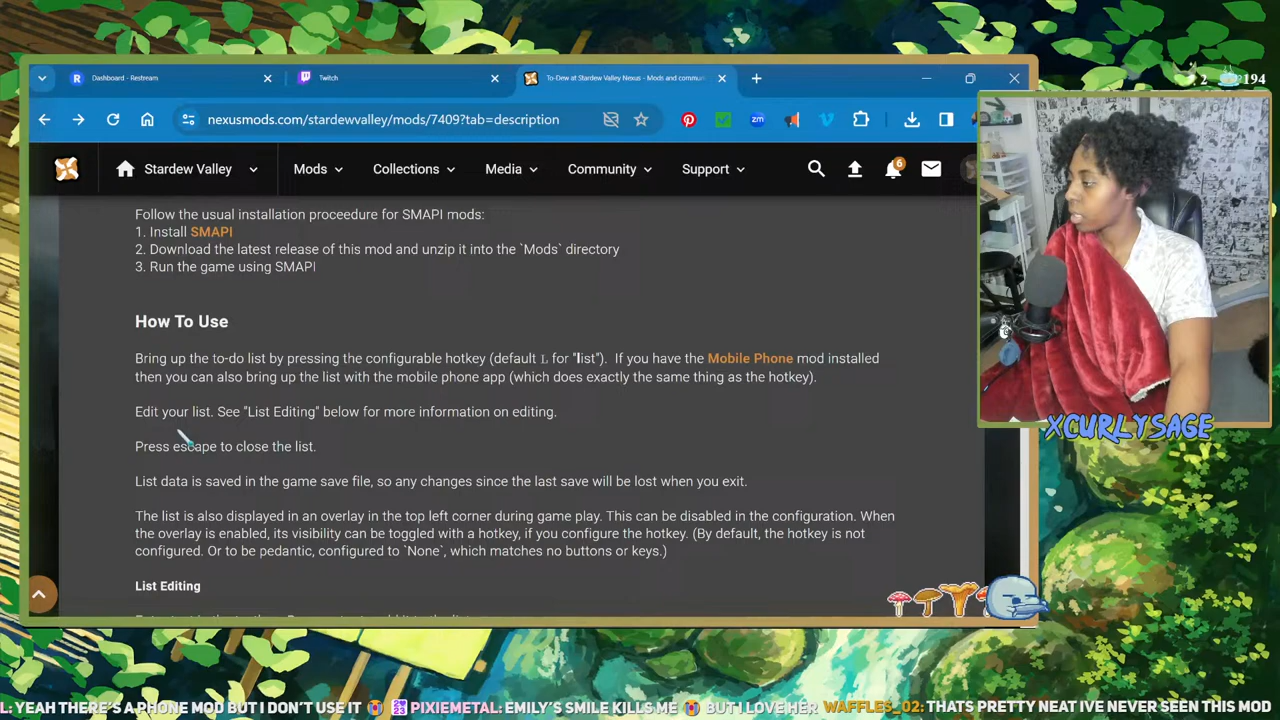 Dashboard - Restream
Twitch
To-Dew at Stardew Valley Nexus - Mods and commun
nexusmods.com/stardewvalley/mods/7409?tab=description
2
194
Stardew Valley
Mods
Collections
Media
Community
Support
6
Follow the usual installation proceedure for SMAPI mods:
1. Install SMAPI
2. Download the latest release of this mod and unzip it into the `Mods` directory
3. Run the game using SMAPI
How To Use
Bring up the to-do list by pressing the configurable hotkey (default L for "list"). If you have the Mobile Phone mod installed
then you can also bring up the list with the mobile phone app (which does exactly the same thing as the hotkey).
Edit your list. See "List Editing" below for more information on editing.
Press escape to close the list.
List data is saved in the game save file, so any changes since the last save will be lost when you exit.
The list is also displayed in an overlay in the top left corner during game play. This can be disabled in the configuration. When
the overlay is enabled, its visibility can be toggled with a hotkey, if you configure the hotkey. (By default, the hotkey is not
configured. Or to be pedantic, configured to `None`, which matches no buttons or keys.)
List Editing
XCURLYSAGE
L: YEAH THERE'S A PHONE MOD BUT I DON'T USE IT PIXIEMETAL: EMILY'S SMILE KILLS ME BUT I LOVE HER WAFFLES_02: THATS PRETTY NEAT IVE NEVER SEEN THIS MOD